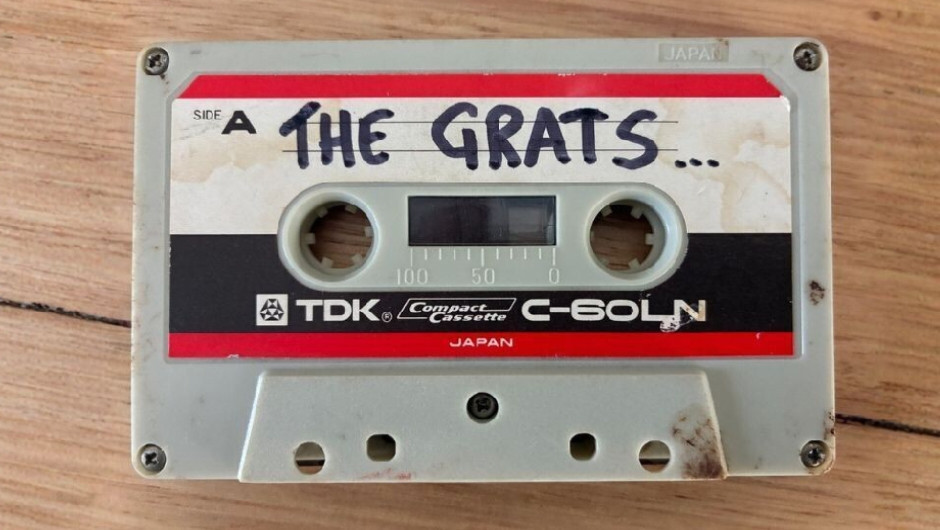 JAPAN
SIDE A THE GRATS...
100 50 0
TDK® Compact Cassette C-60LN
JAPAN